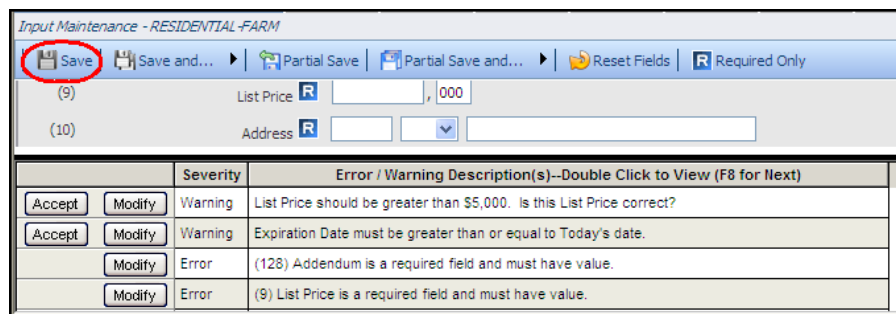 Input Maintenance - RESIDENTIAL-FARM
Save Save and... Partial Save Partial Save and... Reset Fields R Required Only
(9) List Price R , 000
(10) Address R
Severity Error / Warning Description(s)--Double Click to View (F8 for Next)
Accept Modify Warning List Price should be greater than $5,000. Is this List Price correct?
Accept Modify Warning Expiration Date must be greater than or equal to Today's date.
Modify Error (128) Addendum is a required field and must have value.
Modify Error (9) List Price is a required field and must have value.